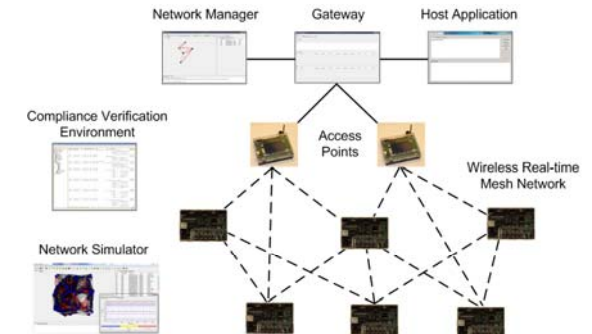 Network Manager
Gateway
Host Application
Compliance Verification
Environment
Access
Points
Wireless Real-time
Mesh Network
Network Simulator